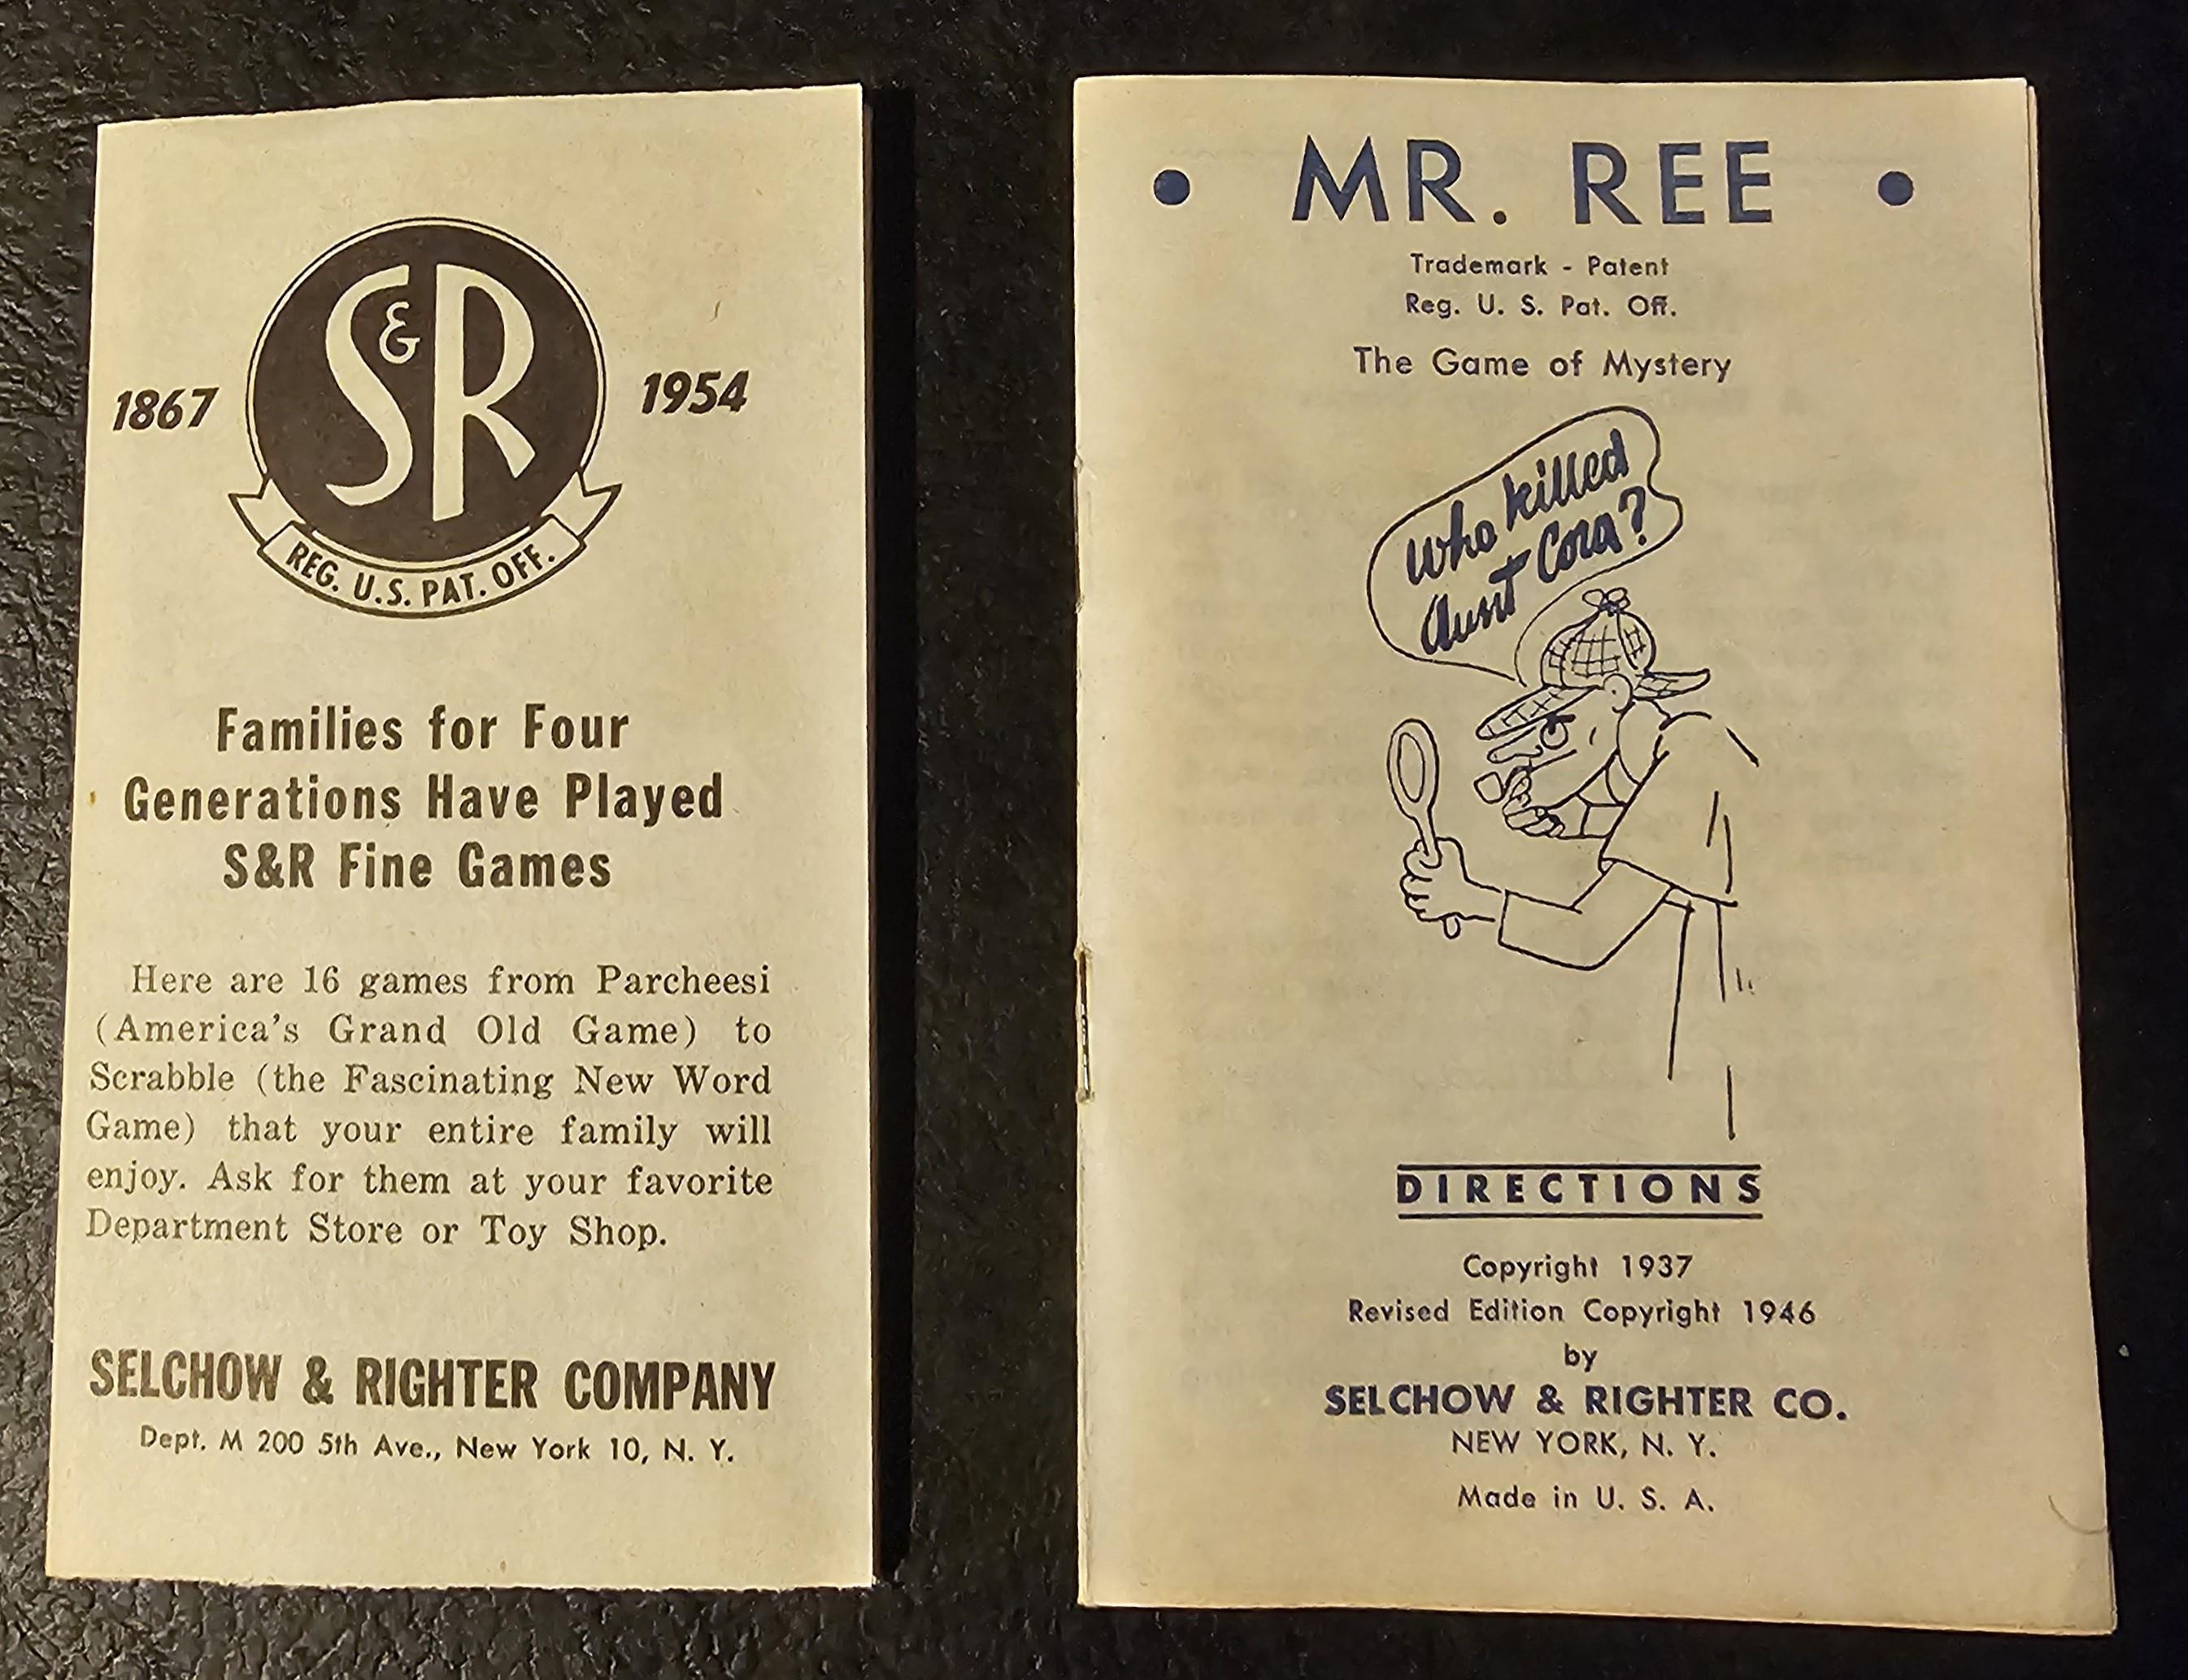 1867
S&R
1954
REG. U.S. PAT. OFF.
Families for Four
Generations Have Played
S&R Fine Games
Here are 16 games from Parcheesi
(America's Grand Old Game) to
Scrabble (the Fascinating New Word
Game) that your entire family will
enjoy. Ask for them at your favorite
Department Store or Toy Shop.
SELCHOW & RIGHTER COMPANY
Dept. M 200 5th Ave., New York 10, N. Y.
• MR. REE •
Trademark - Patent
Reg. U. S. Pat. Off.
The Game of Mystery
Who killed
Aunt Cora?
DIRECTIONS
Copyright 1937
Revised Edition Copyright 1946
by
SELCHOW & RIGHTER CO.
NEW YORK, N. Y.
Made in U. S. A.